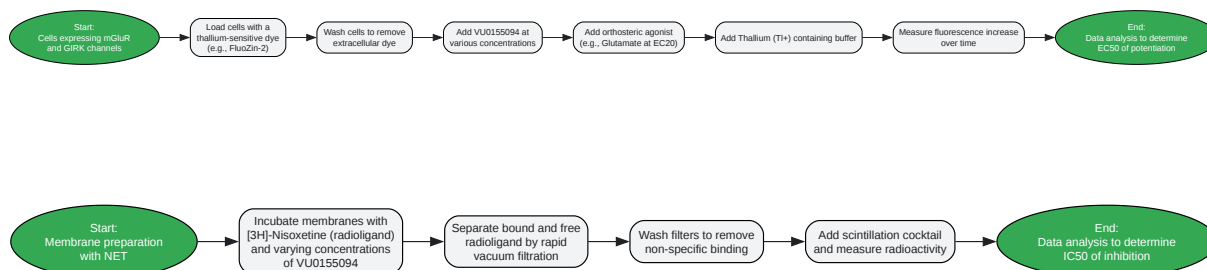 Start:
Cells expressing mGluR
and GIRK channels
Load cells with a
thallium-sensitive dye
(e.g., FluoZin-2)
Wash cells to remove
extracellular dye
Add VU0155094 at
various concentrations
Add orthosteric agonist
(e.g., Glutamate at EC20)
Add Thallium (Tl+) containing buffer
Measure fluorescence increase
over time
End:
Data analysis to determine
EC50 of potentiation
Start:
Membrane preparation
with NET
Incubate membranes with
[3H]-Nisoxetine (radioligand)
and varying concentrations
of VU0155094
Separate bound and free
radioligand by rapid
vacuum filtration
Wash filters to remove
non-specific binding
Add scintillation cocktail
and measure radioactivity
End:
Data analysis to determine
IC50 of inhibition